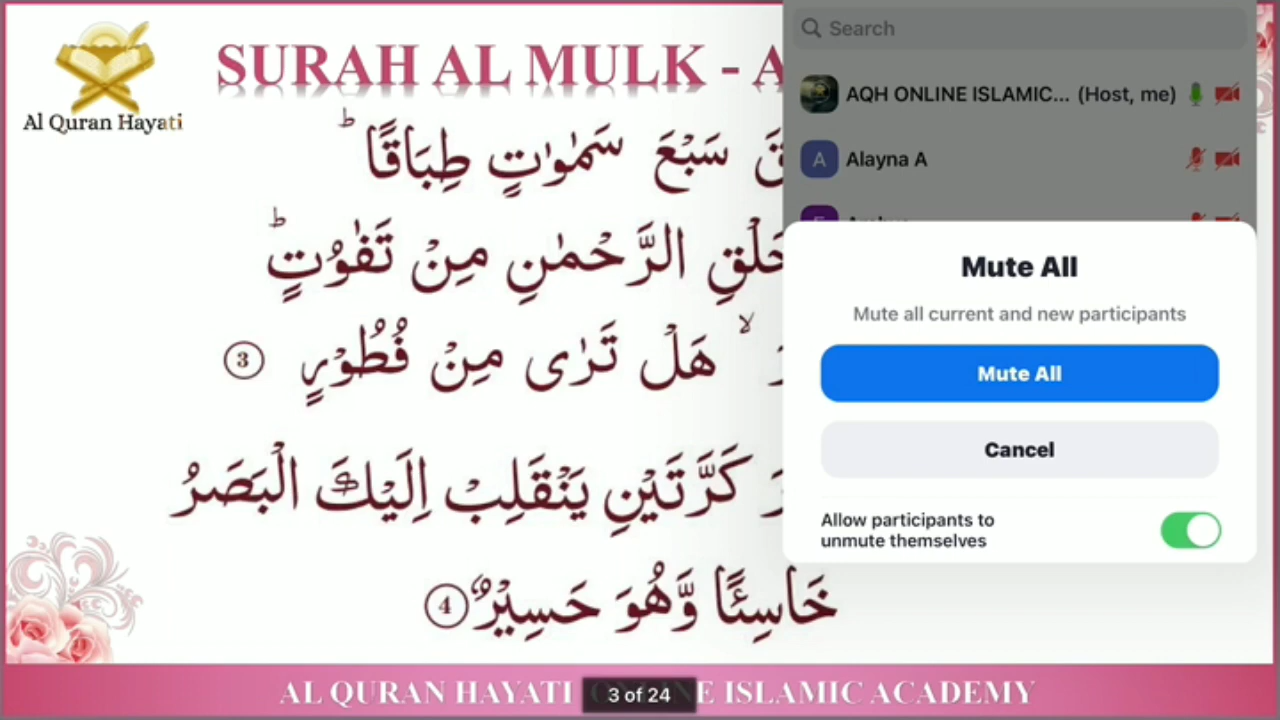 Al Quran Hayati
SURAH AL MULK - A
سَبْعَ سَمٰوٰتٍ طِبَاقًا ؕ
خَلْقِ الرَّحْمٰنِ مِنْ تَفٰوُتٍ ؕ
ۙ هَلْ تَرٰى مِنْ فُطُوْرٍ 3
كَرَّتَيْنِ يَنْقَلِبْ اِلَيْكَ الْبَصَرُ
خَاسِئًا وَّهُوَ حَسِيْرٌ 4
Search
AQH ONLINE ISLAMIC... (Host, me)
A Alayna A
Mute All
Mute all current and new participants
Mute All
Cancel
Allow participants to
unmute themselves
AL QURAN HAYATI ONLINE ISLAMIC ACADEMY
3 of 24